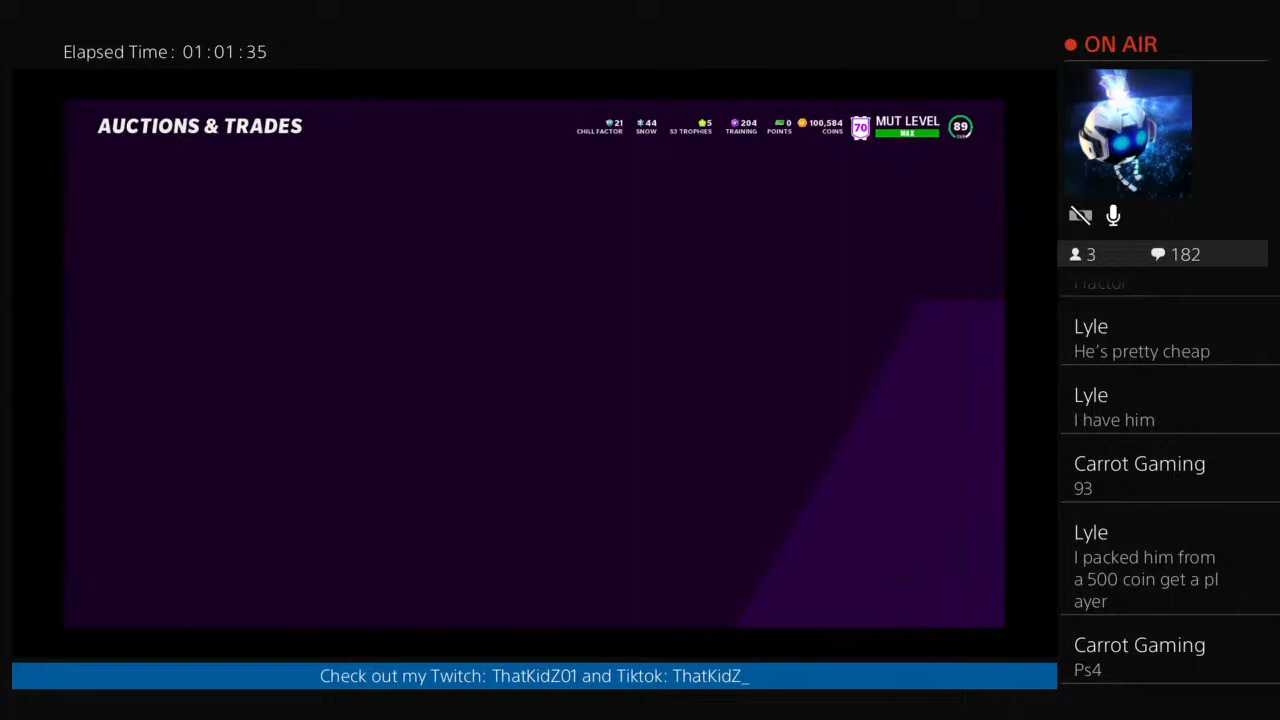 Elapsed Time: 01:01:35
ON AIR
AUCTIONS & TRADES
21
CHILL FACTOR
44
SNOW
5
53 TROPHIES
204
TRAINING
0
POINTS
100,584
COINS
70
MUT LEVEL
MAX
89
OVR
3
182
Lyle
He's pretty cheap
Lyle
I have him
Carrot Gaming
93
Lyle
I packed him from
a 500 coin get a pl
ayer
Carrot Gaming
Ps4
Check out my Twitch: ThatKidZ01 and Tiktok: ThatKidZ_